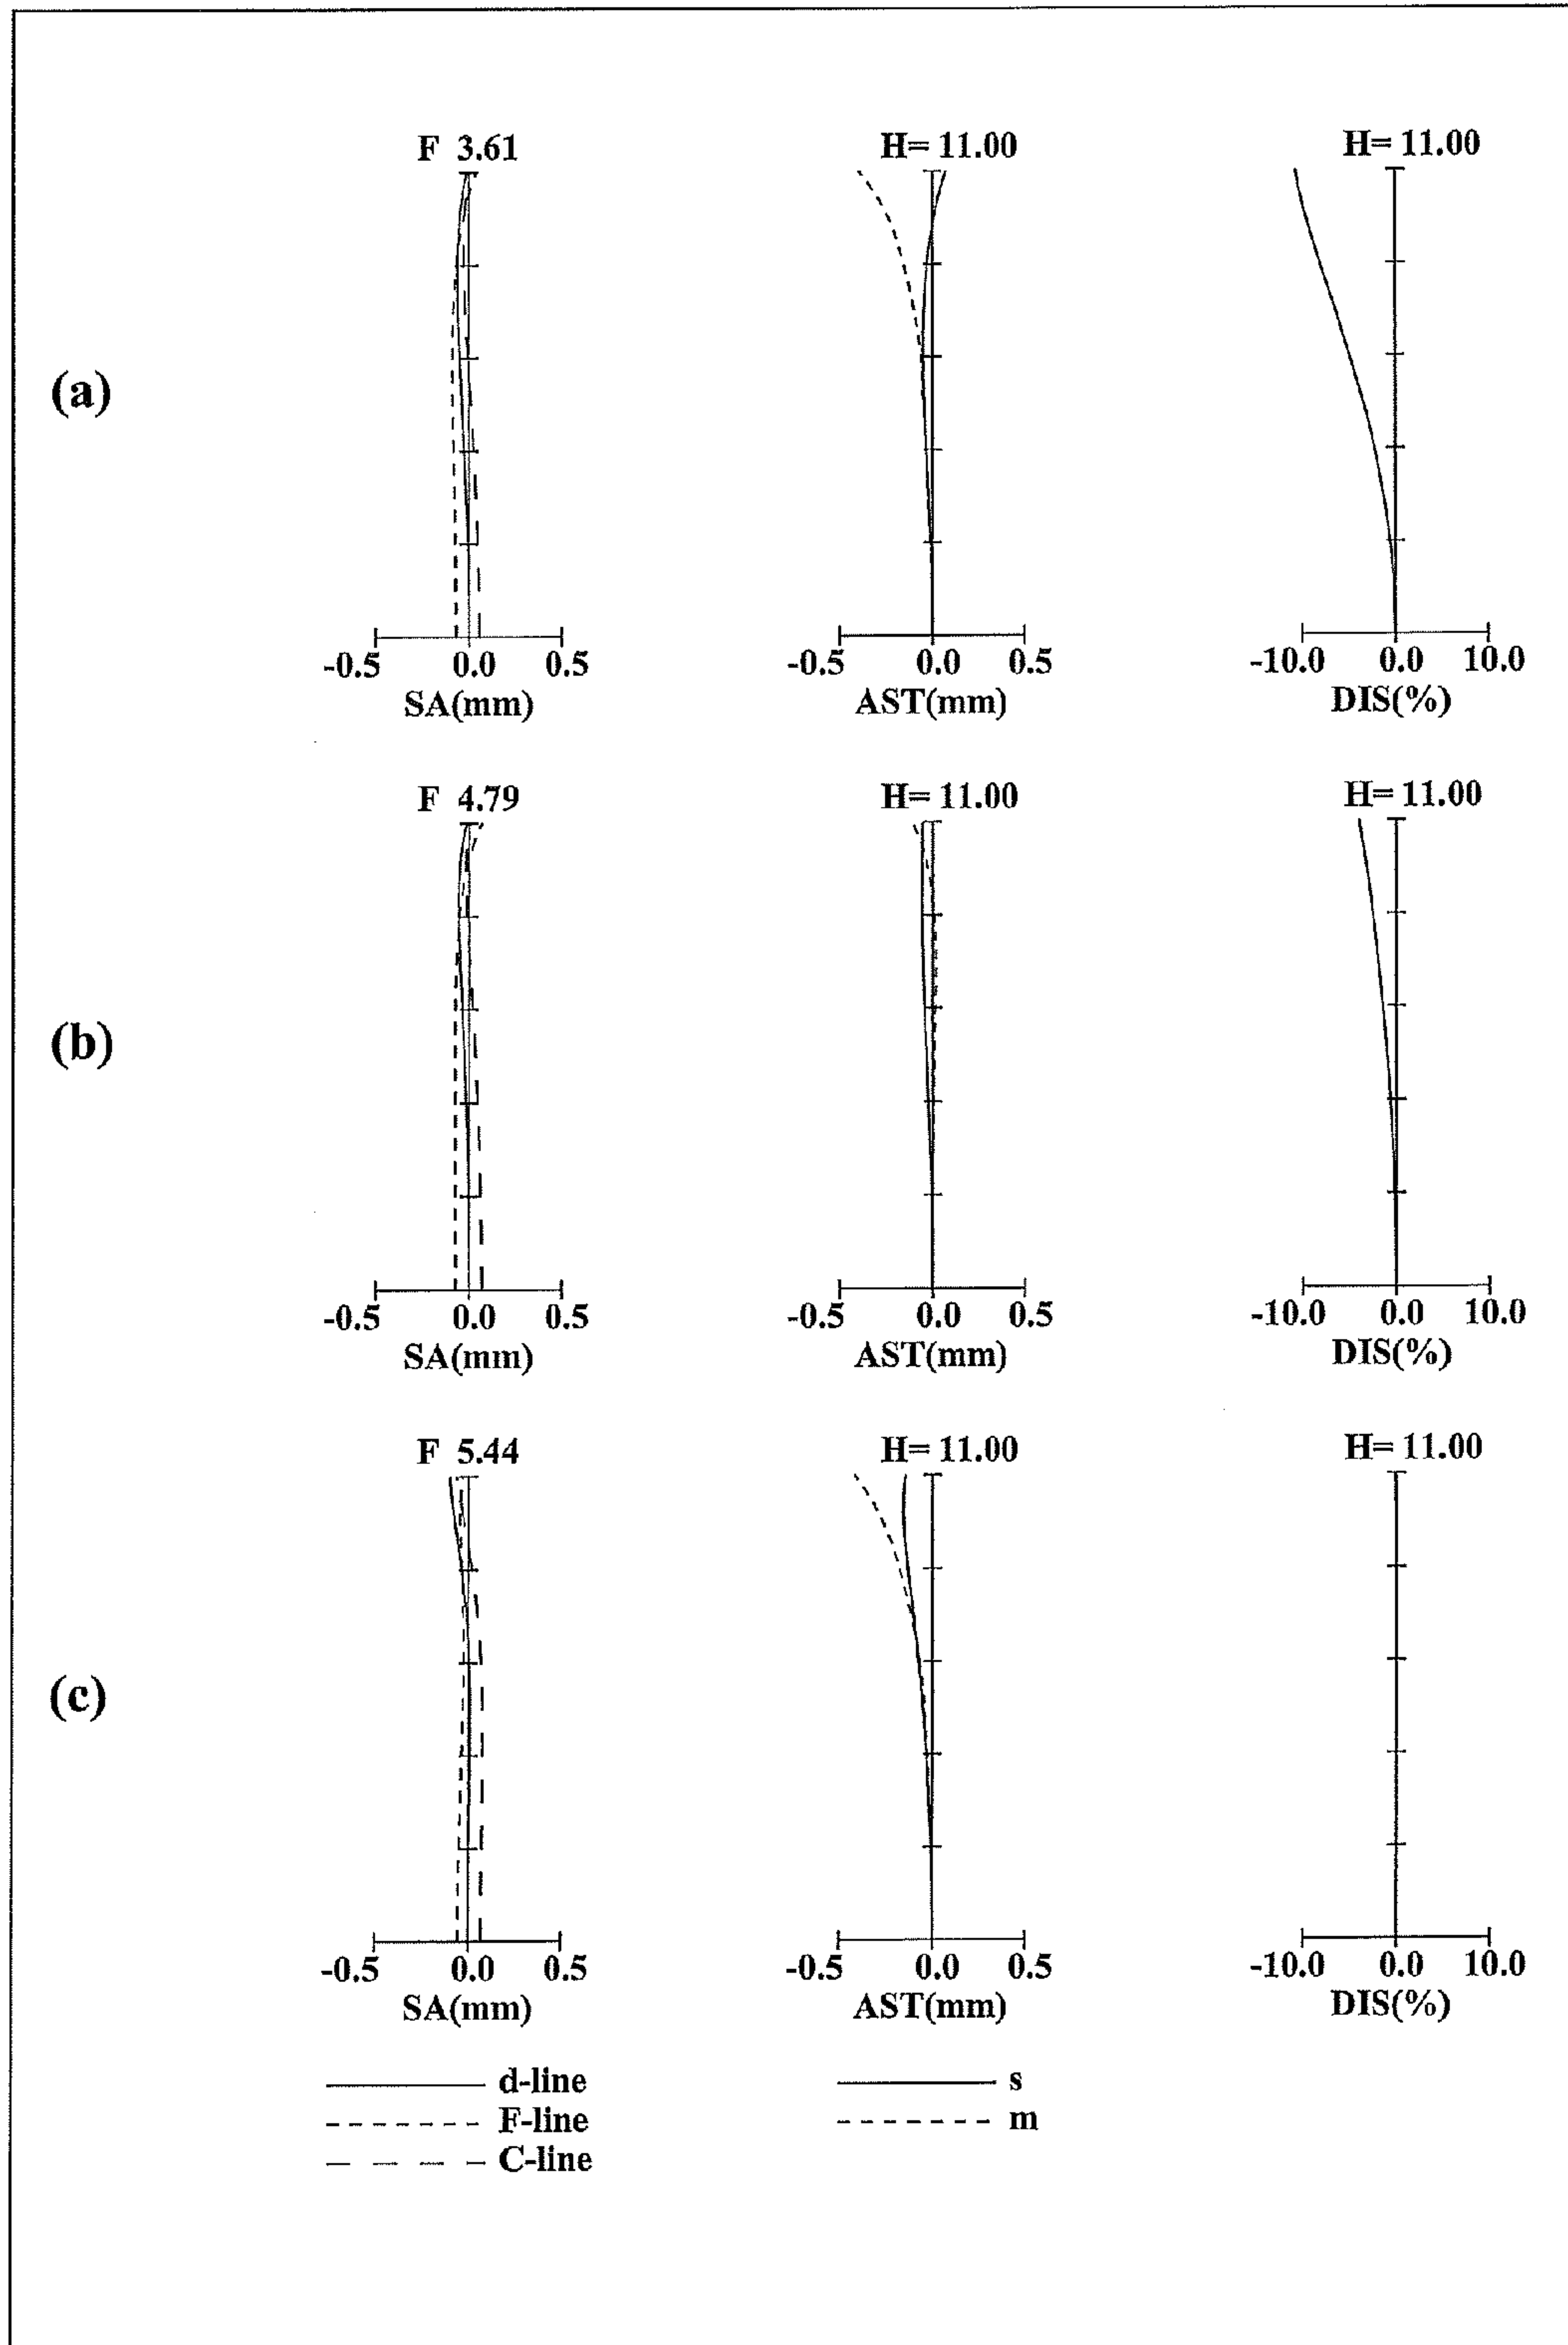 F 3.61 H= 11.00 H= 11.00
(a)
-0.5 0.0 0.5 -0.5 0.0 0.5 -10.0 0.0 10.0
SA(mm) AST(mm) DIS(%)
F 4.79 H= 11.00 H= 11.00
(b)
-0.5 0.0 0.5 -0.5 0.0 0.5 -10.0 0.0 10.0
SA(mm) AST(mm) DIS(%)
F 5.44 H= 11.00 H= 11.00
(c)
-0.5 0.0 0.5 -0.5 0.0 0.5 -10.0 0.0 10.0
SA(mm) AST(mm) DIS(%)
d-line s
F-line m
C-line